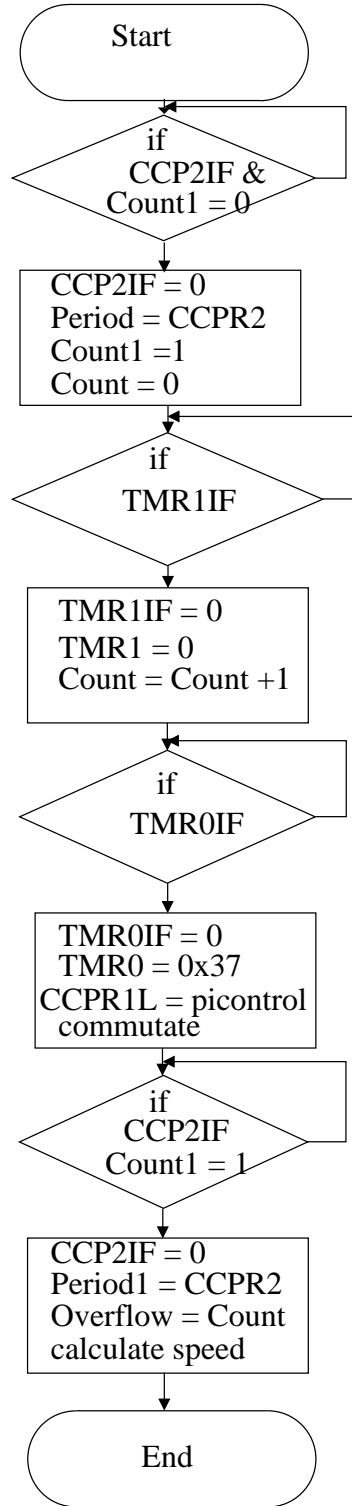 Start
if
CCP2IF &
Count1 = 0
CCP2IF = 0
Period = CCPR2
Count1 =1
Count = 0
if
TMR1IF
TMR1IF = 0
TMR1 = 0
Count = Count +1
if
TMR0IF
TMR0IF = 0
TMR0 = 0x37
CCPR1L = picontrol
commutate
if
CCP2IF
Count1 = 1
CCP2IF = 0
Period1 = CCPR2
Overflow = Count
calculate speed
End